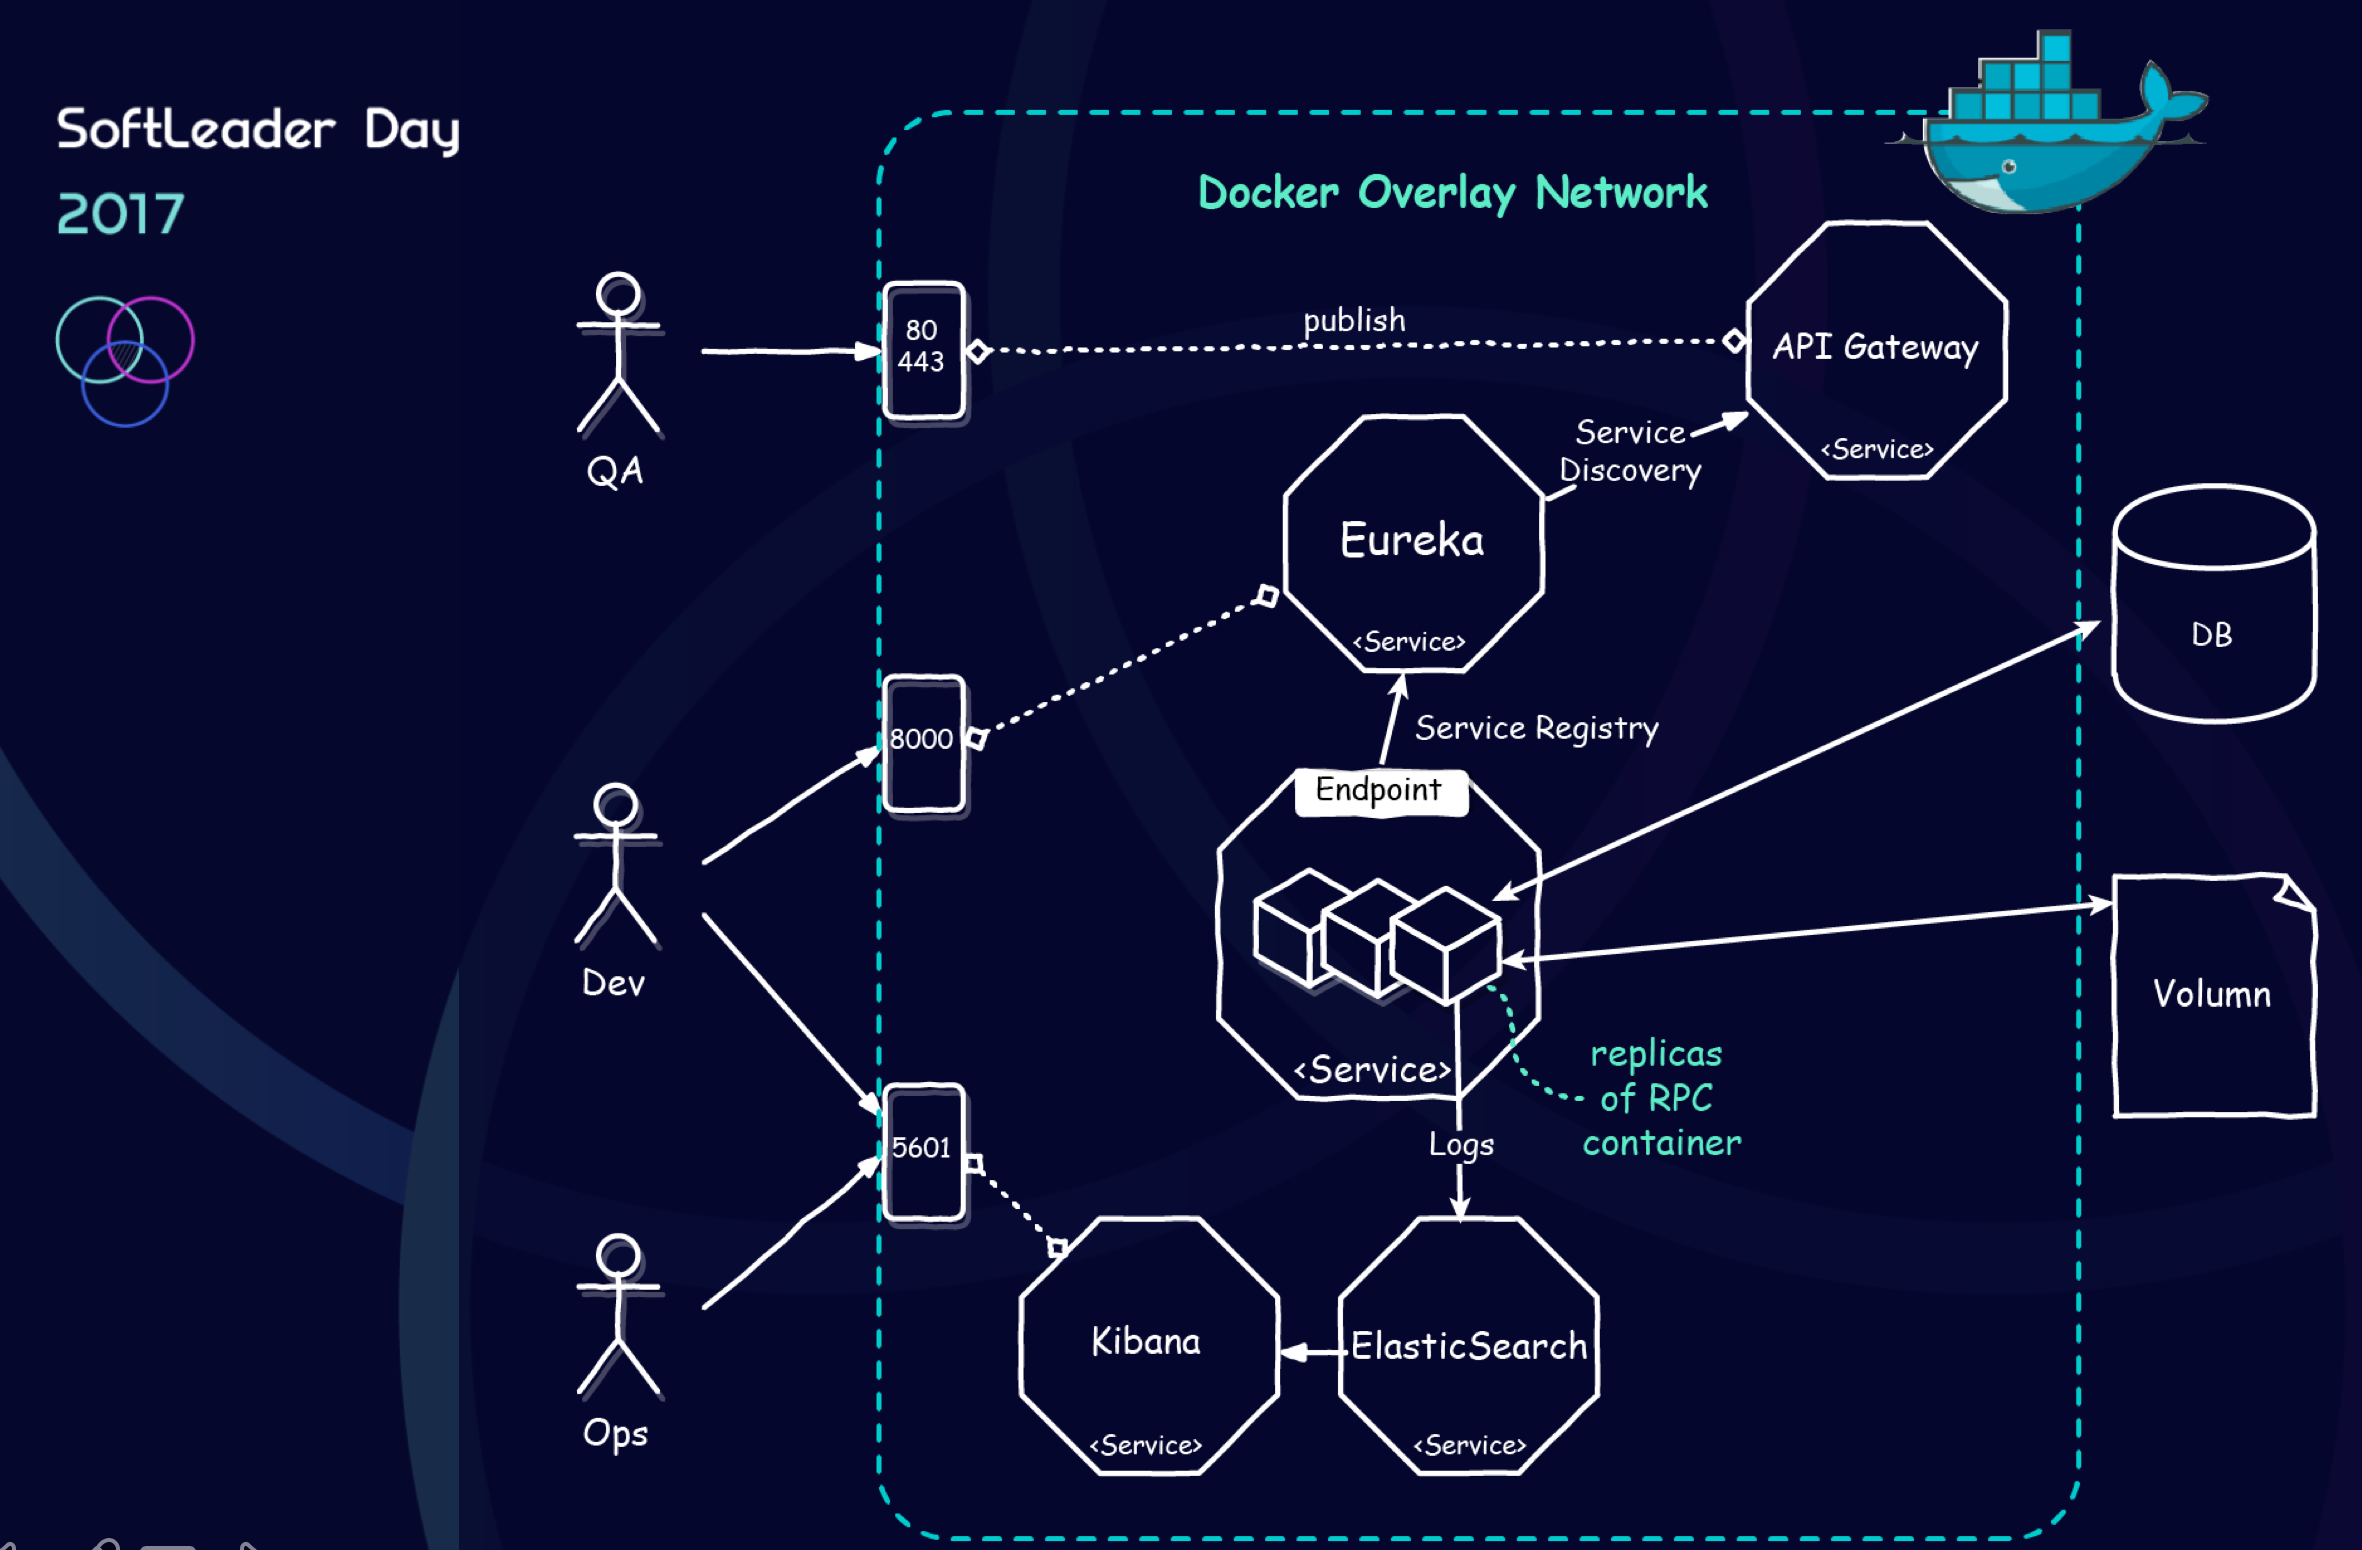 SoftLeader Day
2017
Docker Overlay Network
QA
80
443
publish
API Gateway
<Service>
Service
Discovery
Eureka
<Service>
8000
Service Registry
DB
Dev
Endpoint
<Service>
replicas
of RPC
container
Volumn
Logs
5601
Ops
Kibana
<Service>
ElasticSearch
<Service>